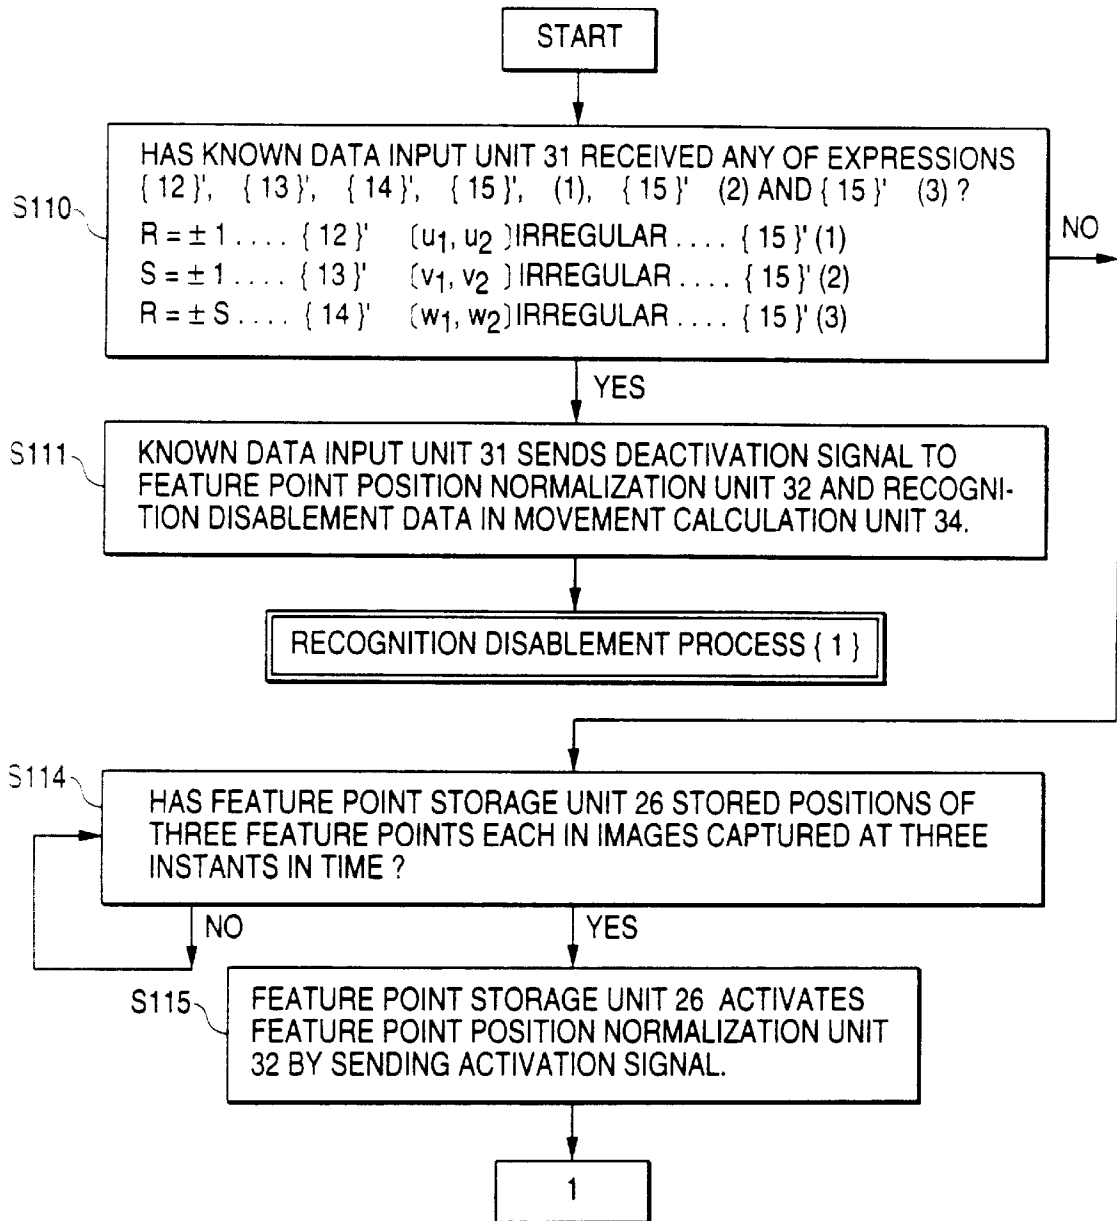 START
HAS KNOWN DATA INPUT UNIT 31 RECEIVED ANY OF EXPRESSIONS
{ 12 }', { 13 }', { 14 }', { 15 }', (1), { 15 }' (2) AND { 15 }' (3) ?
S110
R = ± 1 .... { 12 }' (u1, u2 ) IRREGULAR .... { 15 }' (1)
S = ± 1 .... { 13 }' (v1, v2 ) IRREGULAR .... { 15 }' (2)
R = ± S .... { 14 }' (w1, w2) IRREGULAR .... { 15 }' (3)
NO
YES
S111
KNOWN DATA INPUT UNIT 31 SENDS DEACTIVATION SIGNAL TO
FEATURE POINT POSITION NORMALIZATION UNIT 32 AND RECOGNI-
TION DISABLEMENT DATA IN MOVEMENT CALCULATION UNIT 34.
RECOGNITION DISABLEMENT PROCESS { 1 }
S114
HAS FEATURE POINT STORAGE UNIT 26 STORED POSITIONS OF
THREE FEATURE POINTS EACH IN IMAGES CAPTURED AT THREE
INSTANTS IN TIME ?
NO
YES
S115
FEATURE POINT STORAGE UNIT 26 ACTIVATES
FEATURE POINT POSITION NORMALIZATION UNIT
32 BY SENDING ACTIVATION SIGNAL.
1